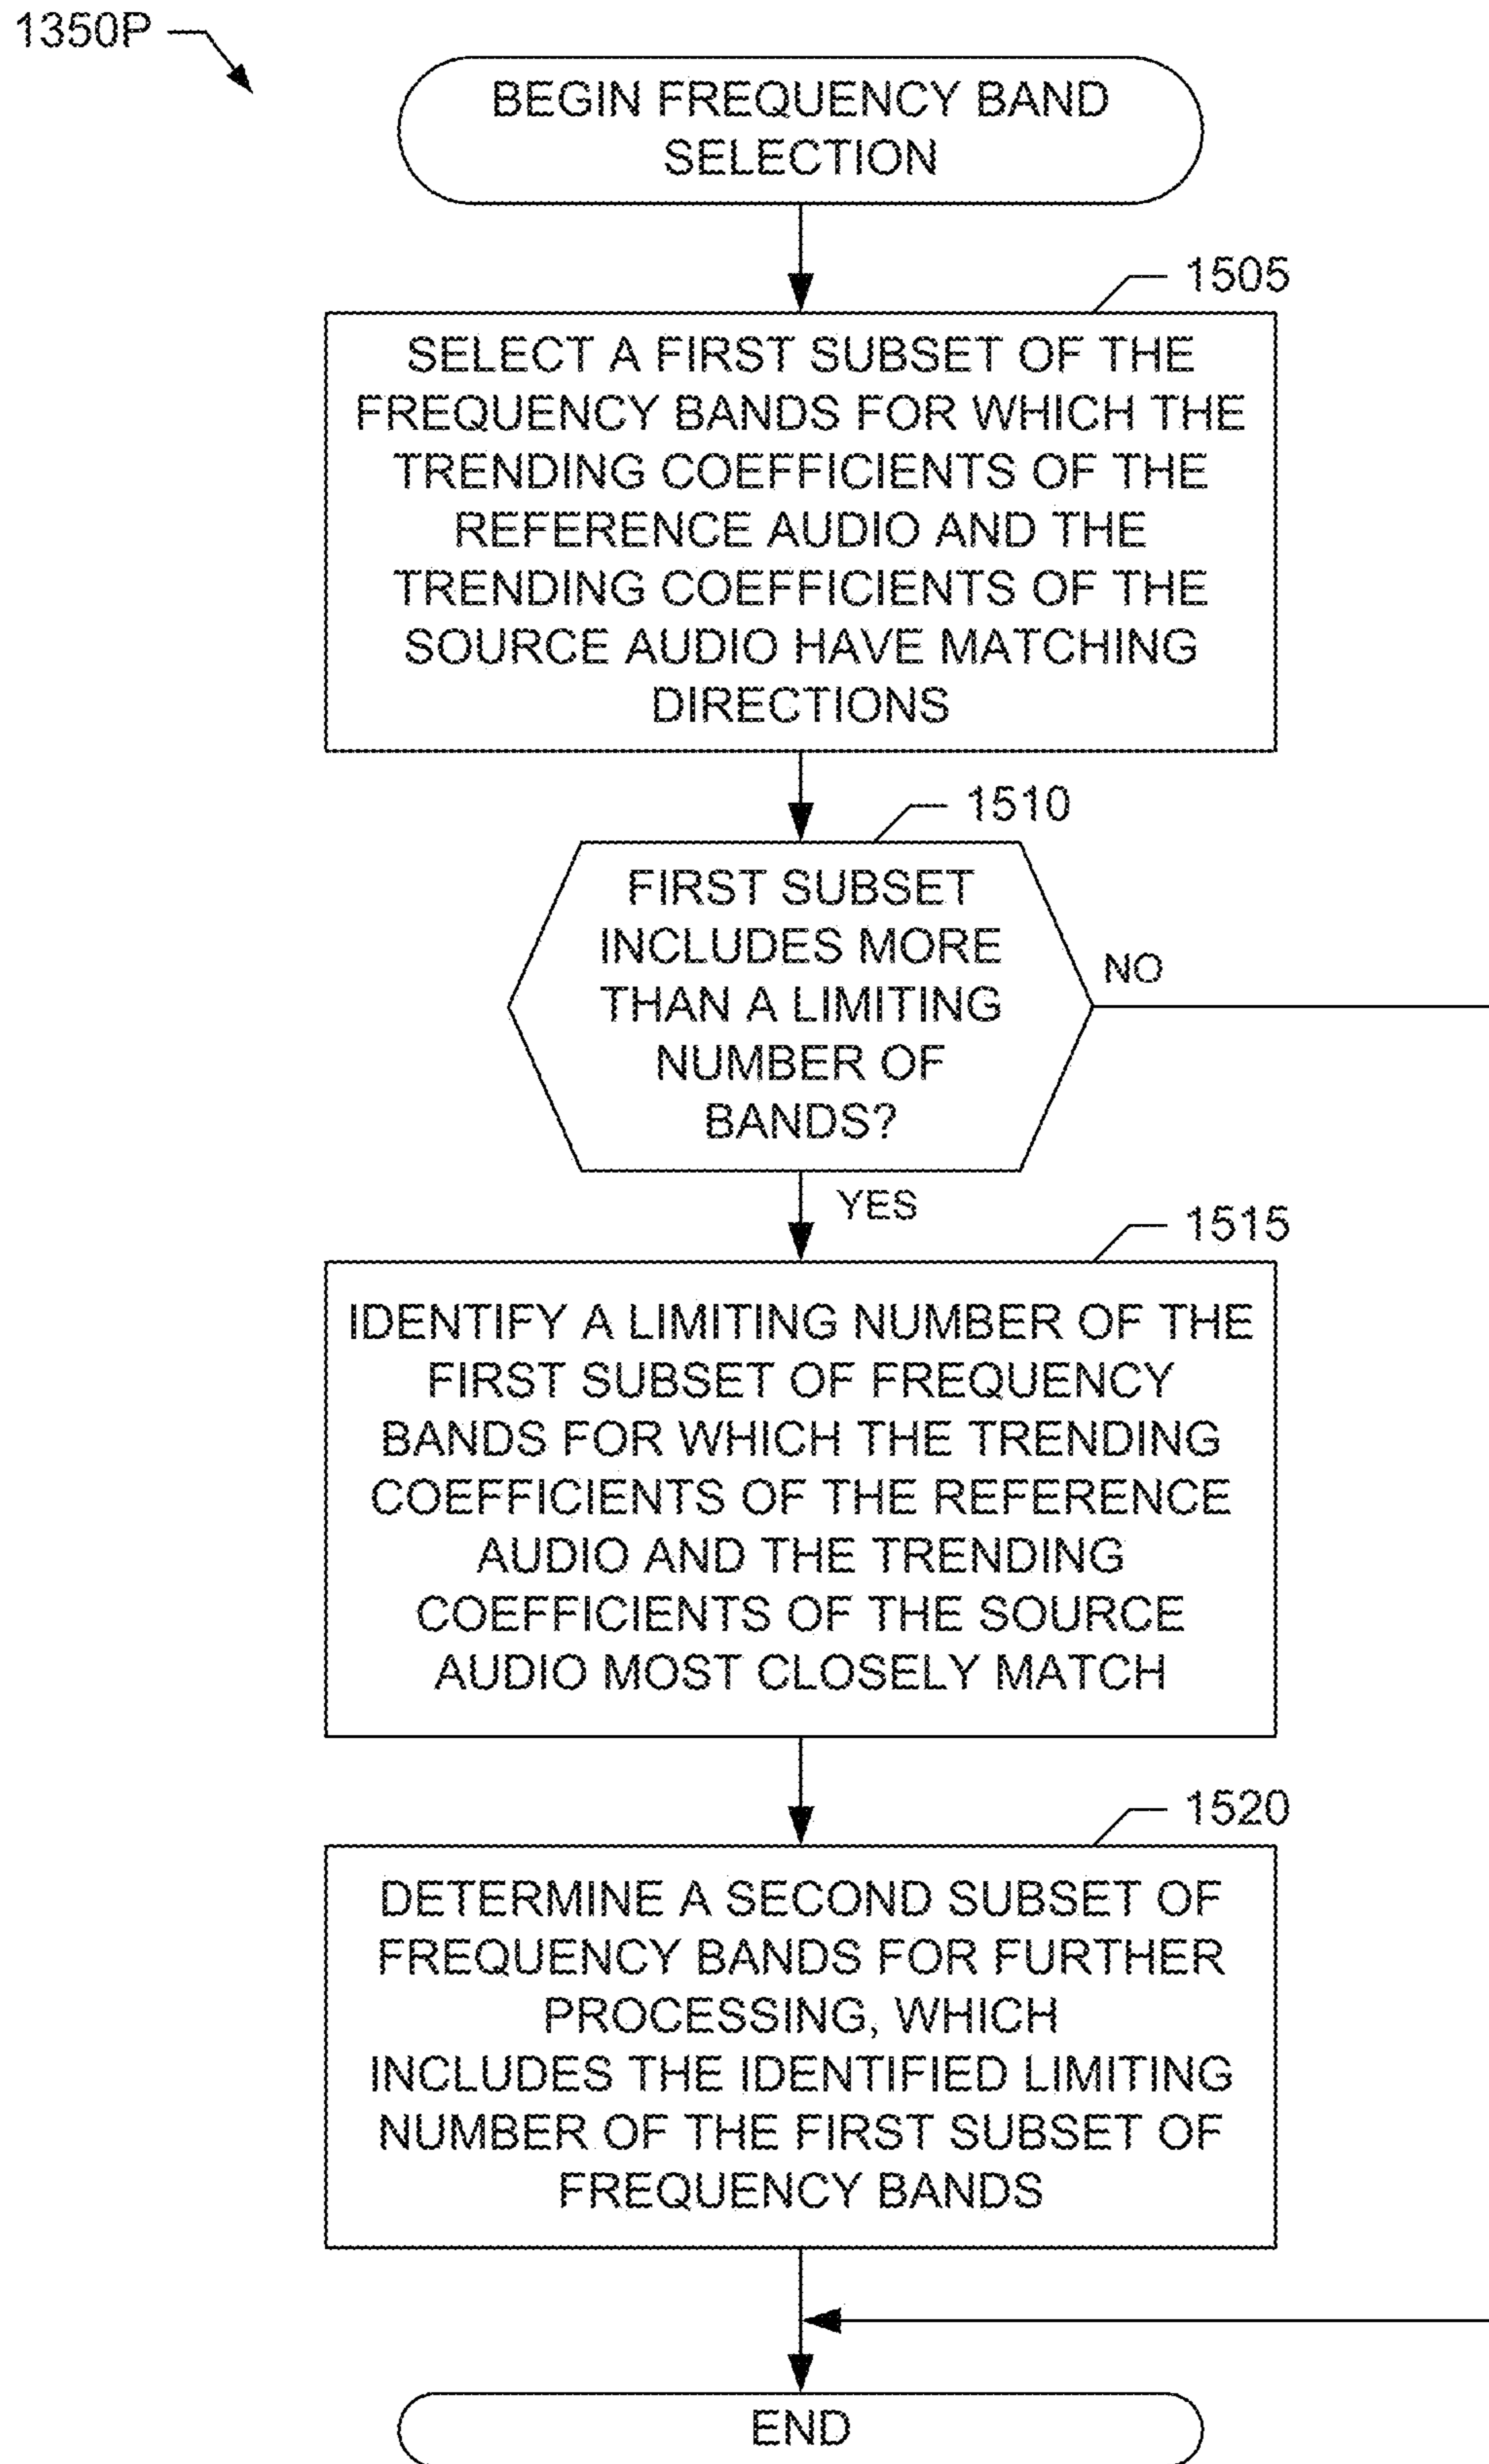 1350P
BEGIN FREQUENCY BAND
SELECTION
1505
SELECT A FIRST SUBSET OF THE
FREQUENCY BANDS FOR WHICH THE
TRENDING COEFFICIENTS OF THE
REFERENCE AUDIO AND THE
TRENDING COEFFICIENTS OF THE
SOURCE AUDIO HAVE MATCHING
DIRECTIONS
1510
FIRST SUBSET
INCLUDES MORE
THAN A LIMITING
NUMBER OF
BANDS?
NO
YES
1515
IDENTIFY A LIMITING NUMBER OF THE
FIRST SUBSET OF FREQUENCY
BANDS FOR WHICH THE TRENDING
COEFFICIENTS OF THE REFERENCE
AUDIO AND THE TRENDING
COEFFICIENTS OF THE SOURCE
AUDIO MOST CLOSELY MATCH
1520
DETERMINE A SECOND SUBSET OF
FREQUENCY BANDS FOR FURTHER
PROCESSING, WHICH
INCLUDES THE IDENTIFIED LIMITING
NUMBER OF THE FIRST SUBSET OF
FREQUENCY BANDS
END